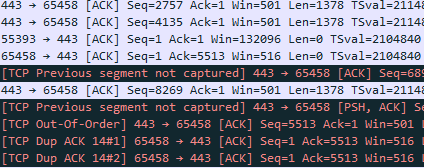 443 → 65458 [ACK] Seq=2757 Ack=1 Win=501 Len=1378 TSval=21148
443 → 65458 [ACK] Seq=4135 Ack=1 Win=501 Len=1378 TSval=21148
55393 → 443 [ACK] Seq=1 Ack=1 Win=132096 Len=0 TSval=2104840
65458 → 443 [ACK] Seq=1 Ack=5513 Win=516 Len=0 TSval=2104840
[TCP Previous segment not captured] 443 → 65458 [ACK] Seq=689
443 → 65458 [ACK] Seq=8269 Ack=1 Win=501 Len=1378 TSval=21148
[TCP Previous segment not captured] 443 → 65458 [PSH, ACK] Se
[TCP Out-Of-Order] 443 → 65458 [ACK] Seq=5513 Ack=1 Win=501 L
[TCP Dup ACK 14#1] 65458 → 443 [ACK] Seq=1 Ack=5513 Win=516 L
[TCP Dup ACK 14#2] 65458 → 443 [ACK] Seq=1 Ack=5513 Win=516 L